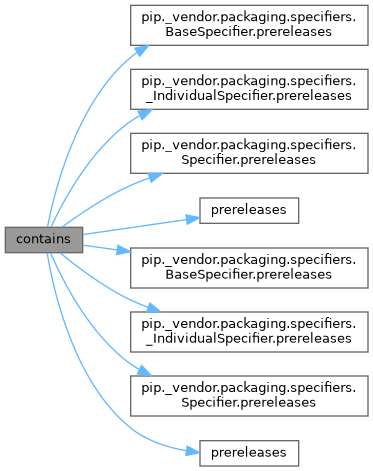 pip._vendor.packaging.specifiers.
BaseSpecifier.prereleases
pip._vendor.packaging.specifiers.
_IndividualSpecifier.prereleases
pip._vendor.packaging.specifiers.
Specifier.prereleases
prereleases
contains
pip._vendor.packaging.specifiers.
BaseSpecifier.prereleases
pip._vendor.packaging.specifiers.
_IndividualSpecifier.prereleases
pip._vendor.packaging.specifiers.
Specifier.prereleases
prereleases